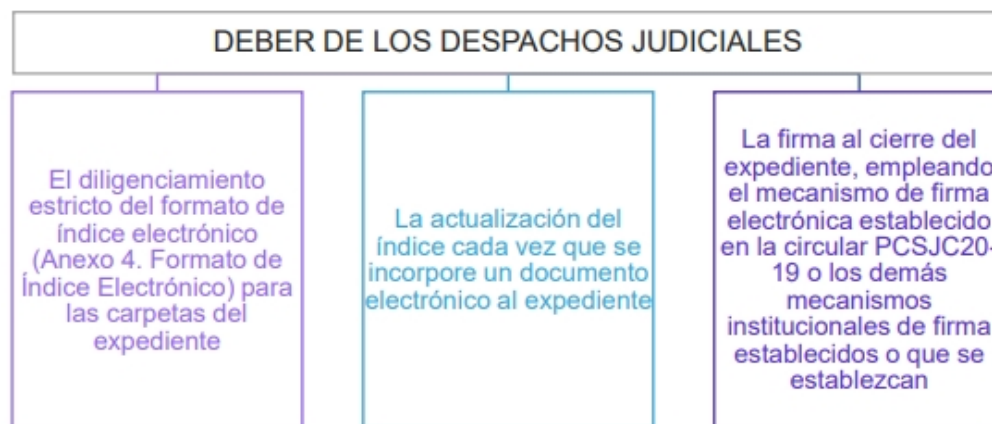 DEBER DE LOS DESPACHOS JUDICIALES
El diligenciamiento
estricto del formato de
índice electrónico
(Anexo 4. Formato de
Índice Electrónico) para
las carpetas del
expediente
La actualización del
índice cada vez que se
incorpore un documento
electrónico al expediente
La firma al cierre del
expediente, empleando
el mecanismo de firma
electrónica establecido
en la circular PCSJC20-
19 o los demás
mecanismos
institucionales de firma
establecidos o que se
establezcan